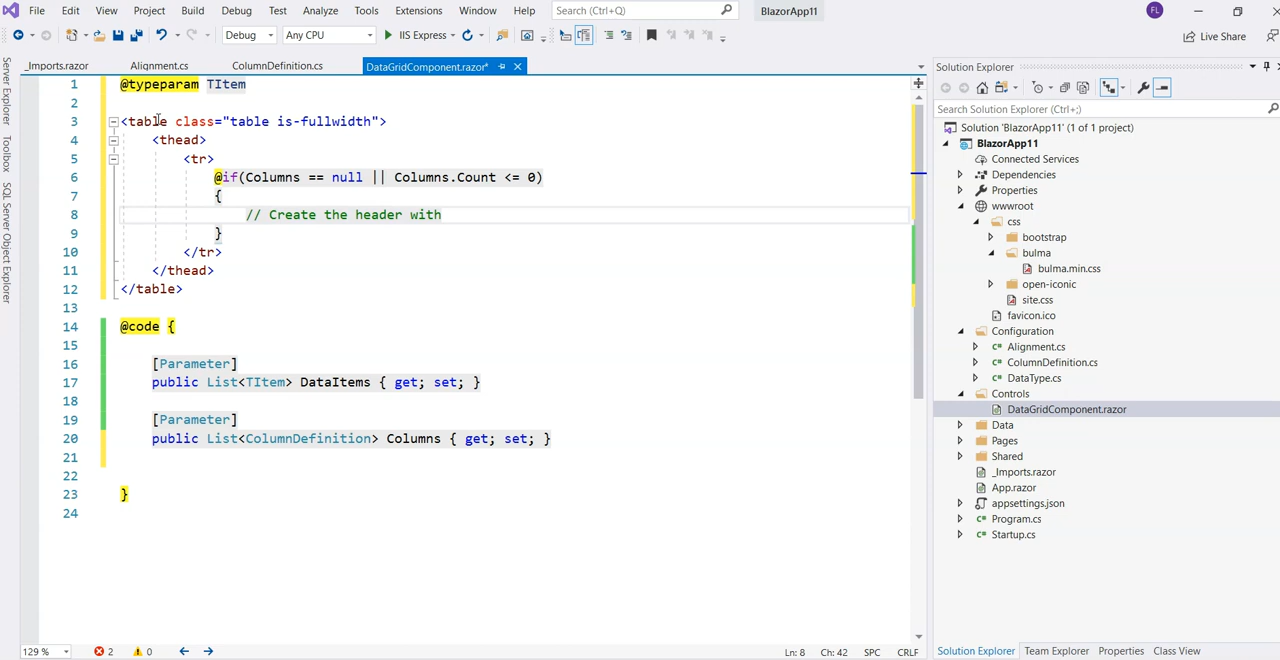 File Edit View Project Build Debug Test Analyze Tools Extensions Window Help Search (Ctrl+Q) BlazorApp11 FL
Debug Any CPU IIS Express Live Share
Server Explorer
Toolbox
SQL Server Object Explorer
_Imports.razor Alignment.cs ColumnDefinition.cs DataGridComponent.razor*
1 @typeparam TItem
2
3 <table class="table is-fullwidth">
4 <thead>
5 <tr>
6 @if(Columns == null || Columns.Count <= 0)
7 {
8 // Create the header with
9 }
10 </tr>
11 </thead>
12 </table>
13
14 @code {
15
16 [Parameter]
17 public List<TItem> DataItems { get; set; }
18
19 [Parameter]
20 public List<ColumnDefinition> Columns { get; set; }
21
22
23 }
24
129 % 2 0 Ln: 8 Ch: 42 SPC CRLF
Solution Explorer
Search Solution Explorer (Ctrl+;)
Solution 'BlazorApp11' (1 of 1 project)
BlazorApp11
Connected Services
Dependencies
Properties
wwwroot
css
bootstrap
bulma
bulma.min.css
open-iconic
site.css
favicon.ico
Configuration
C# Alignment.cs
C# ColumnDefinition.cs
C# DataType.cs
Controls
DataGridComponent.razor
Data
Pages
Shared
_Imports.razor
App.razor
appsettings.json
C# Program.cs
C# Startup.cs
Solution Explorer Team Explorer Properties Class View